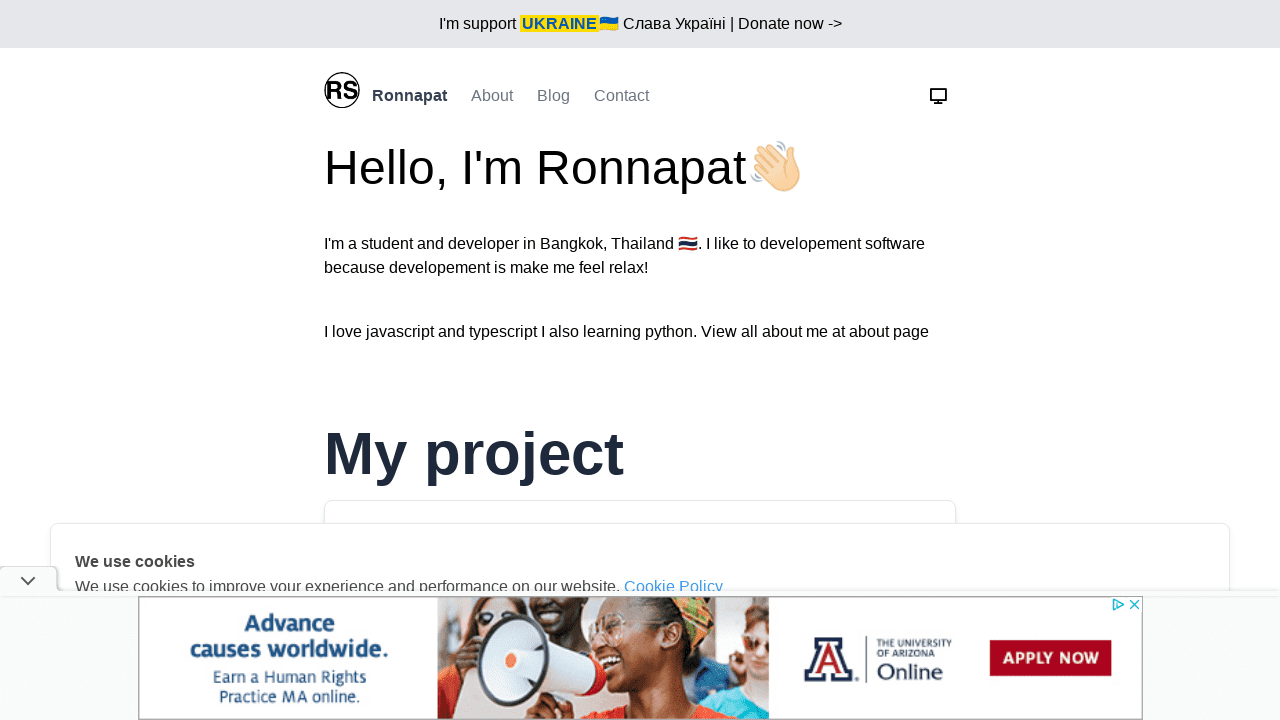 I'm support UKRAINE🇺🇦 Слава Україні | Donate now ->
RS
Ronnapat About Blog Contact
Hello, I'm Ronnapat👋🏻
I'm a student and developer in Bangkok, Thailand 🇹🇭. I like to developement software
because developement is make me feel relax!
I love javascript and typescript I also learning python. View all about me at about page
My project
We use cookies
We use cookies to improve your experience and performance on our website. Cookie Policy
Advance
causes worldwide.
Earn a Human Rights
Practice MA online.
A
THE UNIVERSITY
OF ARIZONA
Online
APPLY NOW